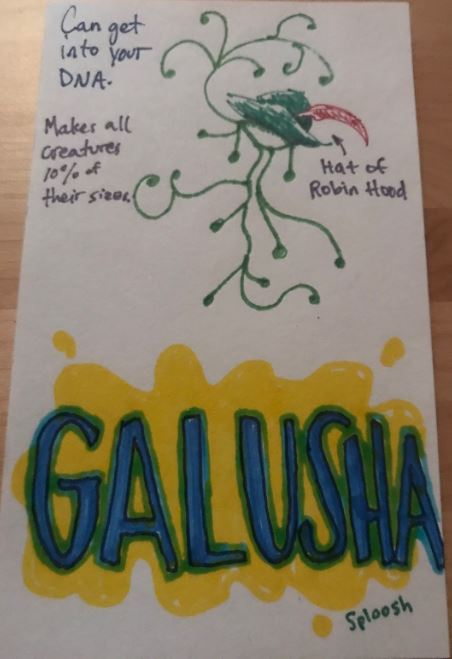 Can get
into your
DNA.
Makes all
creatures
10% of
their sizes.
Hat of
Robin Hood
GALUSHA
Sploosh